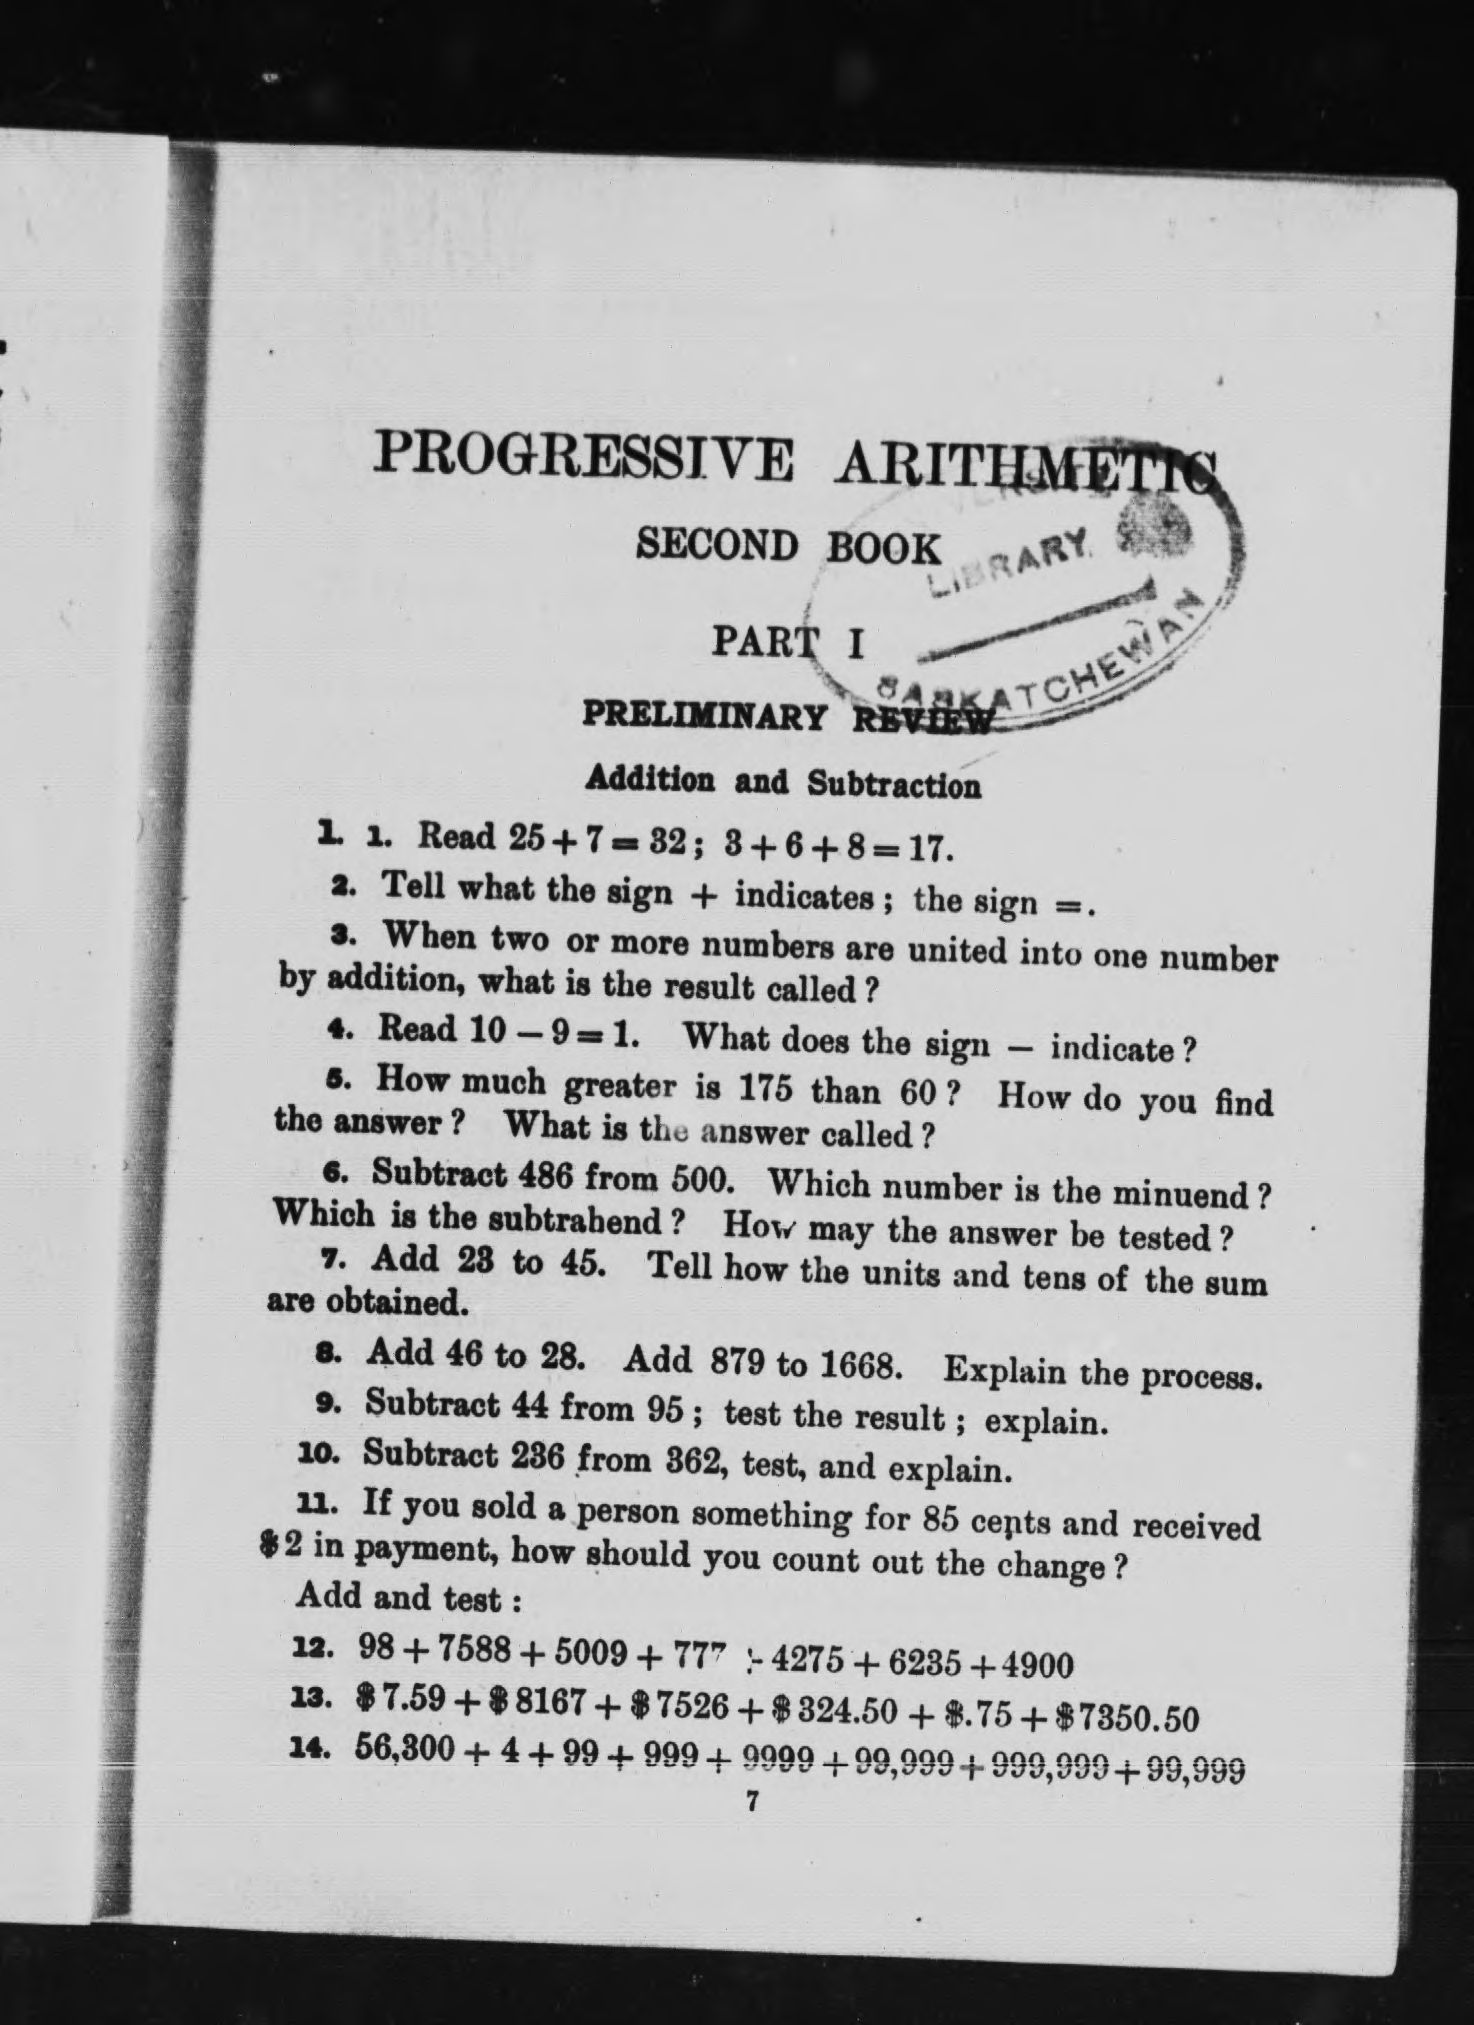 PROGRESSIVE ARITHMETIC
SECOND BOOK
LIBRARY
SASKATCHEWAN
PART I
PRELIMINARY REVIEW
Addition and Subtraction
1. 1. Read 25 + 7 = 32; 3 + 6 + 8 = 17.
2. Tell what the sign + indicates; the sign =.
3. When two or more numbers are united into one number
by addition, what is the result called?
4. Read 10 – 9 = 1. What does the sign – indicate?
5. How much greater is 175 than 60? How do you find
the answer? What is the answer called?
6. Subtract 486 from 500. Which number is the minuend?
Which is the subtrahend? How may the answer be tested?
7. Add 23 to 45. Tell how the units and tens of the sum
are obtained.
8. Add 46 to 28. Add 879 to 1668. Explain the process.
9. Subtract 44 from 95; test the result; explain.
10. Subtract 236 from 362, test, and explain.
11. If you sold a person something for 85 cents and received
$2 in payment, how should you count out the change?
Add and test:
12. 98 + 7588 + 5009 + 777 + 4275 + 6235 + 4900
13. $7.59 + $8167 + $7526 + $324.50 + $.75 + $7350.50
14. 56,300 + 4 + 99 + 999 + 9999 + 99,999 + 999,999 + 99,999
7